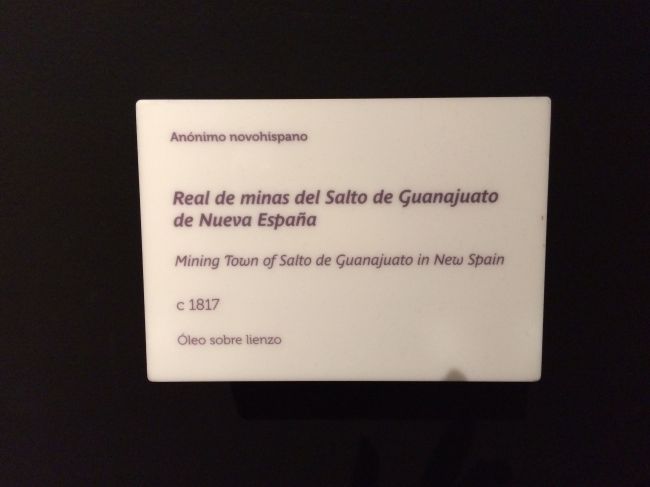 Anónimo novohispano
Real de minas del Salto de Guanajuato
de Nueva España
Mining Town of Salto de Guanajuato in New Spain
c 1817
Óleo sobre lienzo